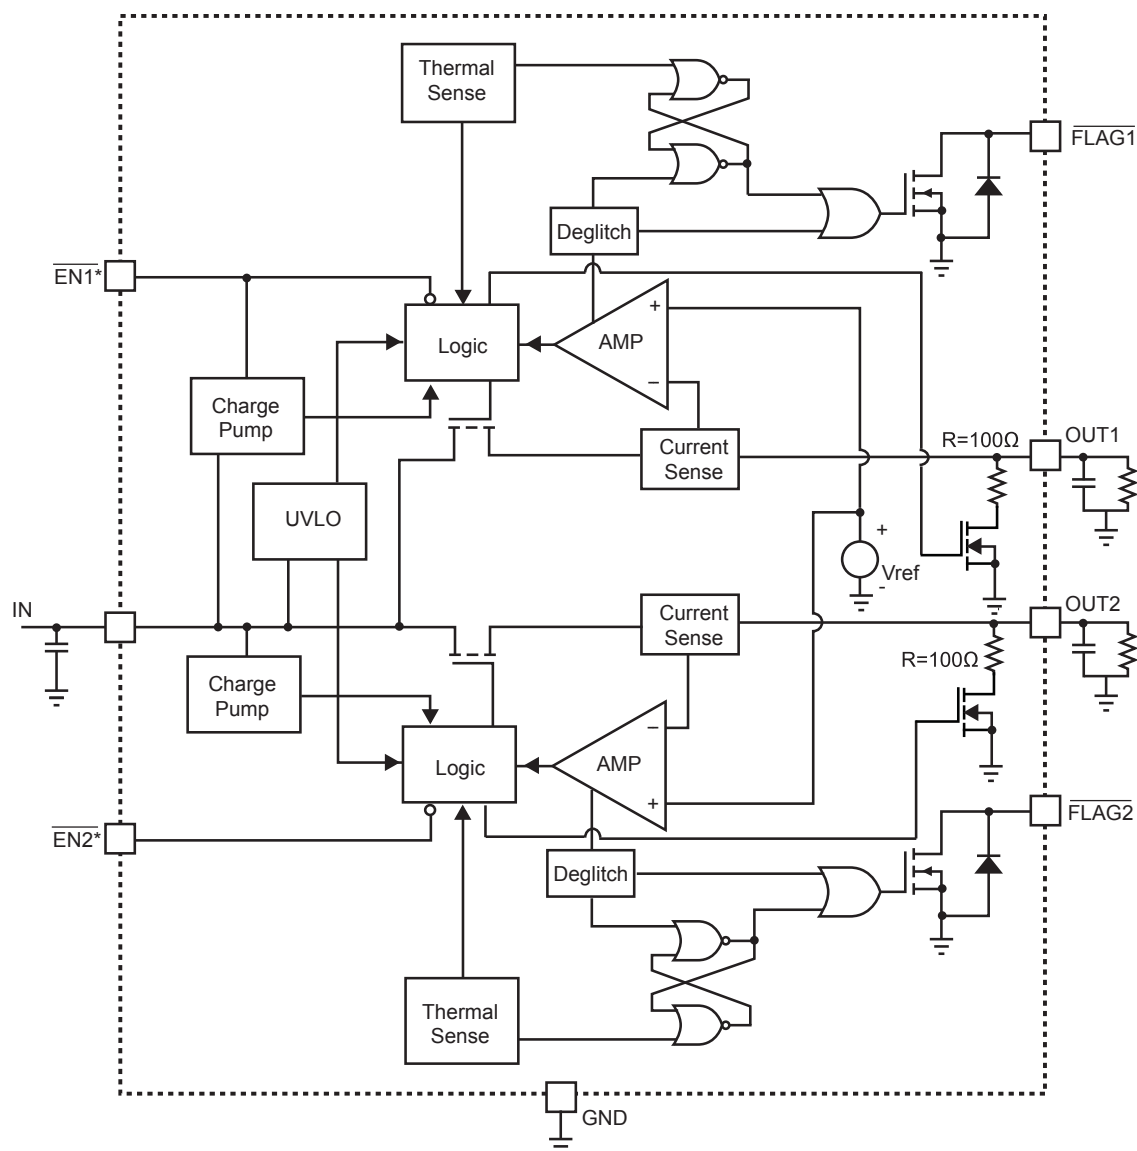 Thermal
Sense
FLAG1
Deglitch
EN1*
+
AMP
Logic
–
Charge
Pump
Current
Sense
R=100Ω
OUT1
UVLO
+
Vref
-
IN
Current
Sense
OUT2
R=100Ω
Charge
Pump
–
AMP
Logic
+
EN2*
FLAG2
Deglitch
Thermal
Sense
GND